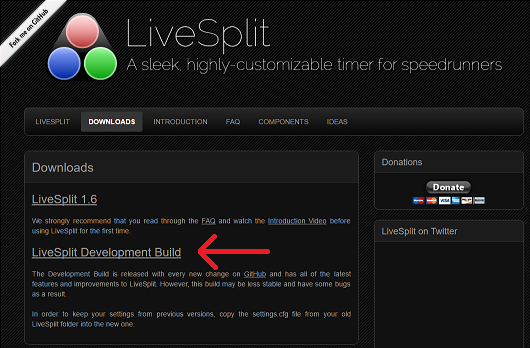 Fork me on GitHub
LiveSplit
A sleek, highly-customizable timer for speedrunners
LIVESPLIT
DOWNLOADS
INTRODUCTION
FAQ
COMPONENTS
IDEAS
Downloads
LiveSplit 1.6
We strongly recommend that you read through the FAQ and watch the Introduction Video before
using LiveSplit for the first time.
LiveSplit Development Build
The Development Build is released with every new change on GitHub and has all of the latest
features and improvements to LiveSplit. However, this build may be less stable and have some bugs
as a result.
In order to keep your settings from previous versions, copy the settings.cfg file from your old
LiveSplit folder into the new one.
Donations
Donate
LiveSplit on Twitter